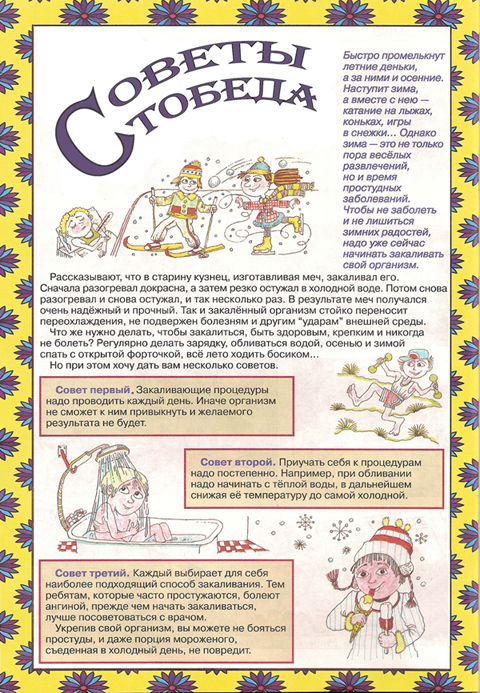 Советы
Стобеда
Быстро промелькнут
летние деньки,
а за ними и осенние.
Наступит зима,
а вместе с нею —
катание на лыжах,
коньках, игры
в снежки... Однако
зима — это не только
пора весёлых
развлечений,
но и время
простудных
заболеваний.
Чтобы не заболеть
и не лишиться
зимних радостей,
надо уже сейчас
начинать закаливать
свой организм.
Рассказывают, что в старину кузнец, изготавливая меч, закаливал его.
Сначала разогревал докрасна, а затем резко остужал в холодной воде. Потом снова
разогревал и снова остужал, и так несколько раз. В результате меч получался
очень надёжный и прочный. Так и закалённый организм стойко переносит
переохлаждения, не подвержен болезням и другим "ударам" внешней среды.
Что же нужно делать, чтобы закалиться, быть здоровым, крепким и никогда
не болеть? Регулярно делать зарядку, обливаться водой, осенью и зимой
спать с открытой форточкой, всё лето ходить босиком...
Но при этом хочу дать вам несколько советов.
Совет первый. Закаливающие процедуры
надо проводить каждый день. Иначе организм
не сможет к ним привыкнуть и желаемого
результата не будет.
Совет второй. Приучать себя к процедурам
надо постепенно. Например, при обливании
надо начинать с тёплой воды, в дальнейшем
снижая её температуру до самой холодной.
Совет третий. Каждый выбирает для себя
наиболее подходящий способ закаливания. Тем
ребятам, которые часто простужаются, болеют
ангиной, прежде чем начать закаливаться,
лучше посоветоваться с врачом.
Укрепив свой организм, вы можете не бояться
простуды, и даже порция мороженого,
съеденная в холодный день, не повредит.